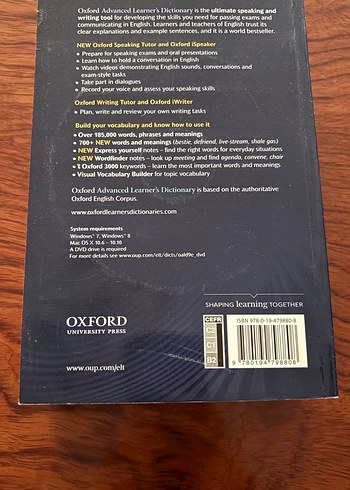 OXFORD Advanced Learner's Dictionary is the ultimate speaking and
writing tool for developing the skills you need for passing exams and
communicating in English. Learners and teachers of English trust its
clear explanations and example sentences, and it is a world bestseller.
NEW Oxford Speaking Tutor and Oxford iSpeaker
• Prepare for speaking exams and oral presentations
• Learn how to hold a conversation in English
• Watch videos demonstrating English sounds, conversations and
exam-style tasks
• Take part in dialogues
• Record your voice and assess your speaking skills
Oxford Writing Tutor and Oxford iWriter
• Plan, write and review your own writing tasks
Build your vocabulary and know how to use it
• Over 185,000 words, phrases and meanings
• 700+ NEW words and meanings (bestie, defriend, live-stream, shale gas)
• NEW Express yourself notes – find the right words for everyday situations
• NEW Wordfinder notes – look up meeting and find agenda, convene, chair
• Oxford 3000 keywords – learn the most important words and meanings
• Visual Vocabulary Builder for topic vocabulary
OXFORD Advanced Learner's Dictionary is based on the authoritative
Oxford English Corpus.
www.oxfordlearnersdictionaries.com
System requirements
Windows® 7, Windows® 8
Mac OS X 10.6 – 10.10
A DVD drive is required
For more details see www.oup.com/elt/dicts/oald9e_dvd
SHAPING learning TOGETHER
OXFORD
UNIVERSITY PRESS
www.oup.com/elt
CEFR
B2
ISBN 978-0-19-479880-8
9 780194 798808